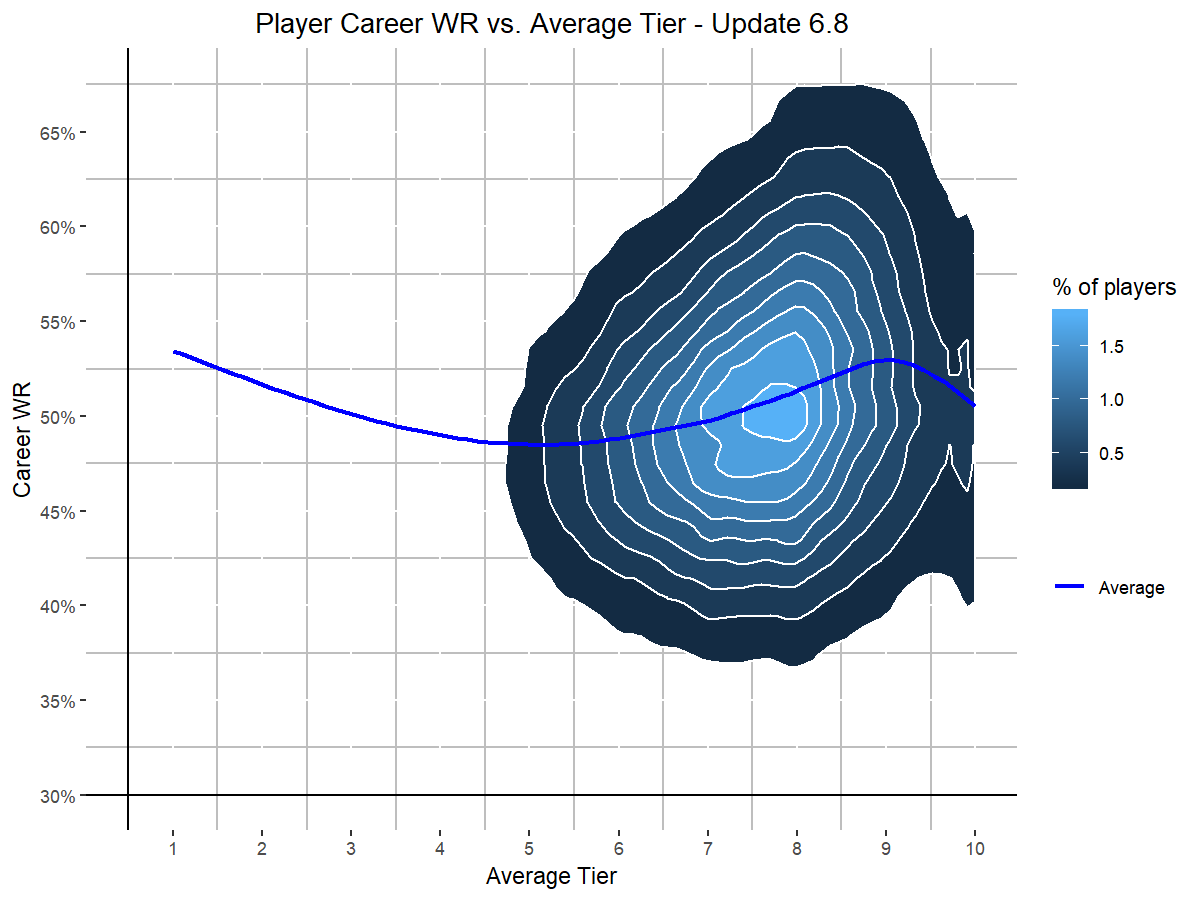 Player Career WR vs. Average Tier - Update 6.8
Career WR
65%
60%
55%
50%
45%
40%
35%
30%
1 2 3 4 5 6 7 8 9 10
Average Tier
% of players
1.5
1.0
0.5
Average